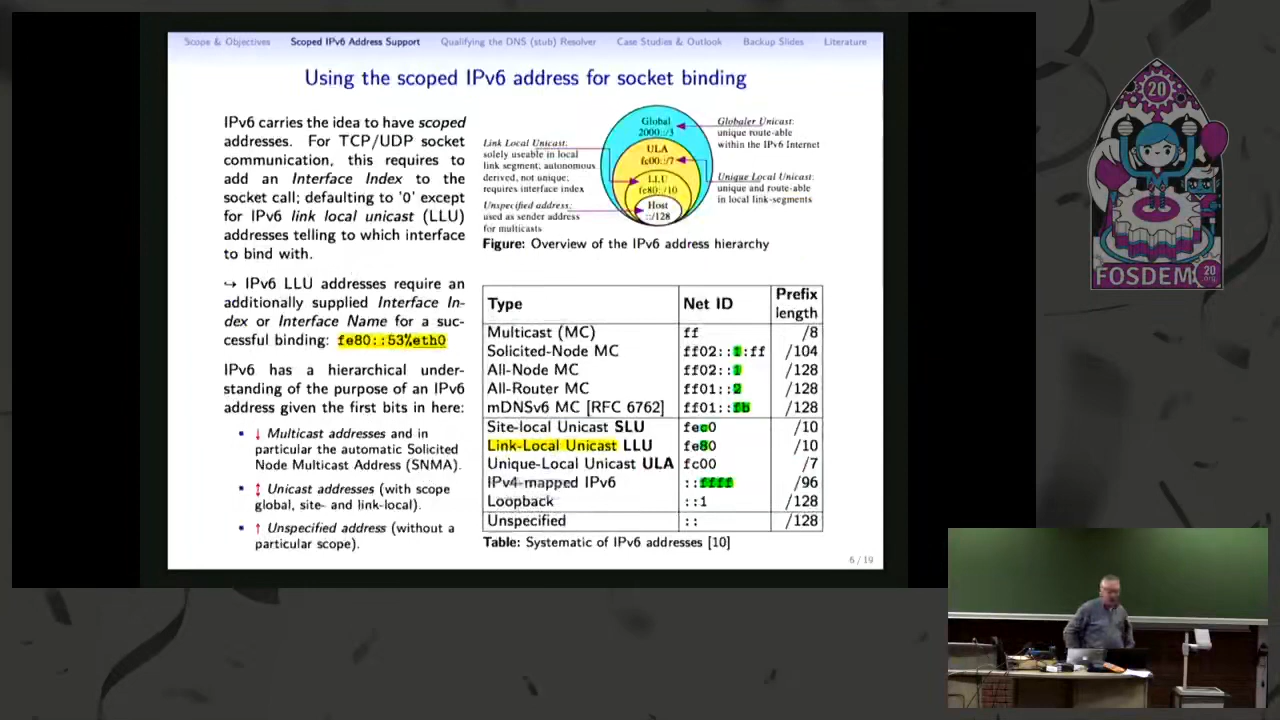 Scope & Objectives Scoped IPv6 Address Support Qualifying the DNS (stub) Resolver Case Studies & Outlook Backup Slides Literature
Using the scoped IPv6 address for socket binding
IPv6 carries the idea to have scoped
addresses. For TCP/UDP socket
communication, this requires to
add an Interface Index to the
socket call; defaulting to '0' except
for IPv6 link local unicast (LLU)
addresses telling to which interface
to bind with.
↪ IPv6 LLU addresses require an
additionally supplied Interface In-
dex or Interface Name for a suc-
cessful binding: fe80::53%eth0
IPv6 has a hierarchical under-
standing of the purpose of an IPv6
address given the first bits in here:
• ↓ Multicast addresses and in
particular the automatic Solicited
Node Multicast Address (SNMA).
• ↕ Unicast addresses (with scope
global, site- and link-local).
• ↑ Unspecified address (without a
particular scope).
Link Local Unicast:
solely useable in local
link segment; autonomous
derived, not unique;
requires interface index
Unspecified address:
used as sender address
for multicasts
Global
2000::/3
ULA
fc00::/7
LLU
fe80::/10
Host
::/128
Globaler Unicast:
unique route-able
within the IPv6 Internet
Unique Local Unicast:
unique and route-able
in local link-segments
Figure: Overview of the IPv6 address hierarchy
Type Net ID Prefix length
Multicast (MC) ff /8
Solicited-Node MC ff02::1:ff /104
All-Node MC ff02::1 /128
All-Router MC ff01::2 /128
mDNSv6 MC [RFC 6762] ff01::fb /128
Site-local Unicast SLU fec0 /10
Link-Local Unicast LLU fe80 /10
Unique-Local Unicast ULA fc00 /7
IPv4-mapped IPv6 ::ffff /96
Loopback ::1 /128
Unspecified :: /128
Table: Systematic of IPv6 addresses [10]
6 / 19
20
FOSDEM
20
.org